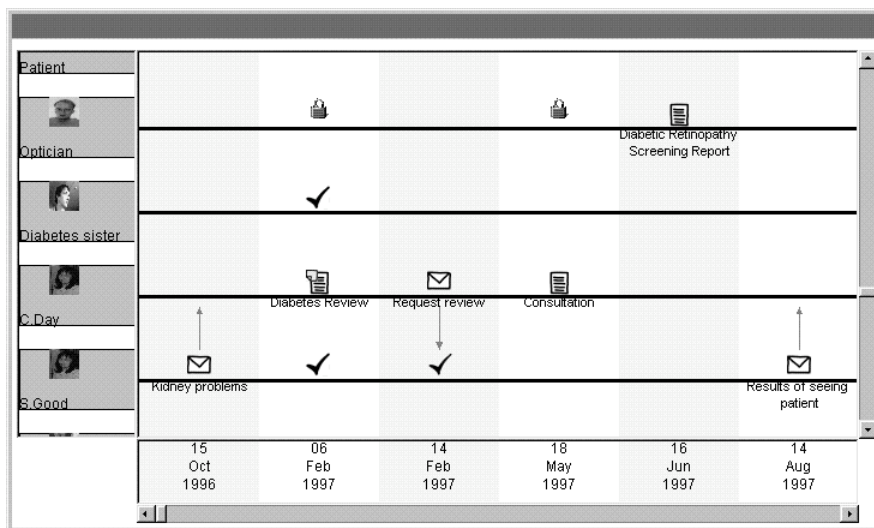 Patient
Diabetic Retinopathy
Screening Report
Optician
Diabetes sister
Diabetes Review
Request review
Consultation
C.Day
Kidney problems
Results of seeing
patient
S.Good
15
Oct
1996
06
Feb
1997
14
Feb
1997
18
May
1997
16
Jun
1997
14
Aug
1997